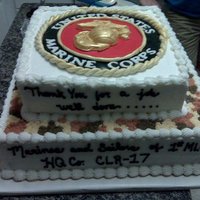 UNITED STATES
MARINE CORPS
Thank You for a job
well done.....
Marines and Sailors of 1st ML
HQ Co. CLR-17